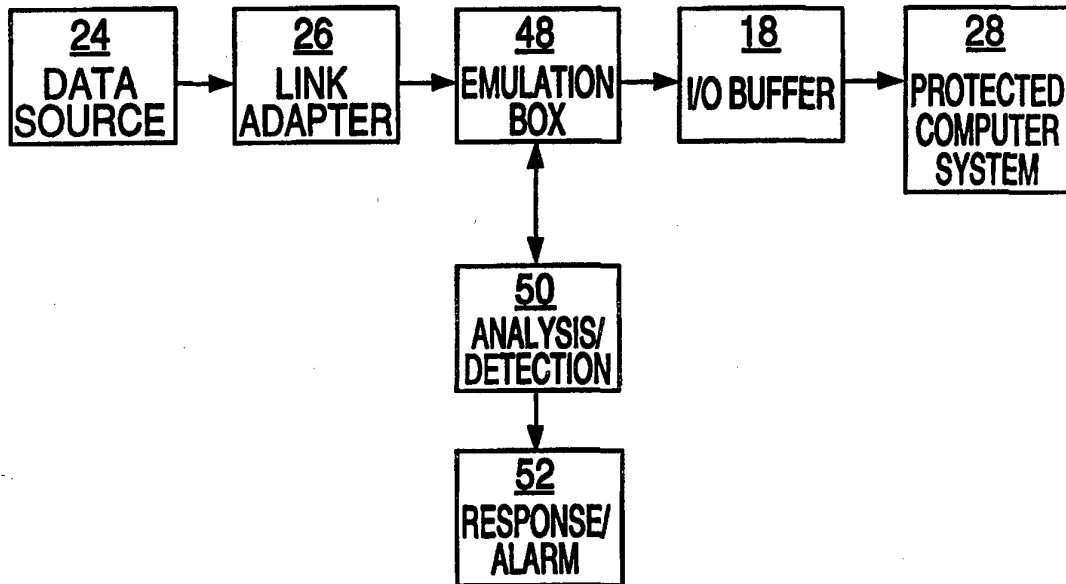 24
DATA
SOURCE
26
LINK
ADAPTER
48
EMULATION
BOX
18
I/O BUFFER
28
PROTECTED
COMPUTER
SYSTEM
50
ANALYSIS/
DETECTION
52
RESPONSE/
ALARM